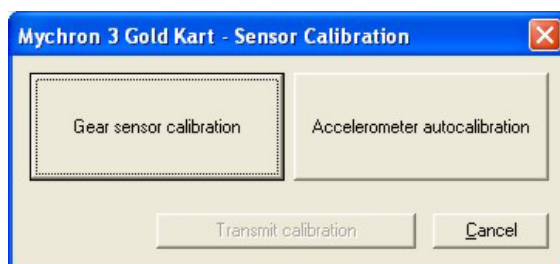 Mychron 3 Gold Kart - Sensor Calibration
Gear sensor calibration
Accelerometer autocalibration
Transmit calibration
Cancel